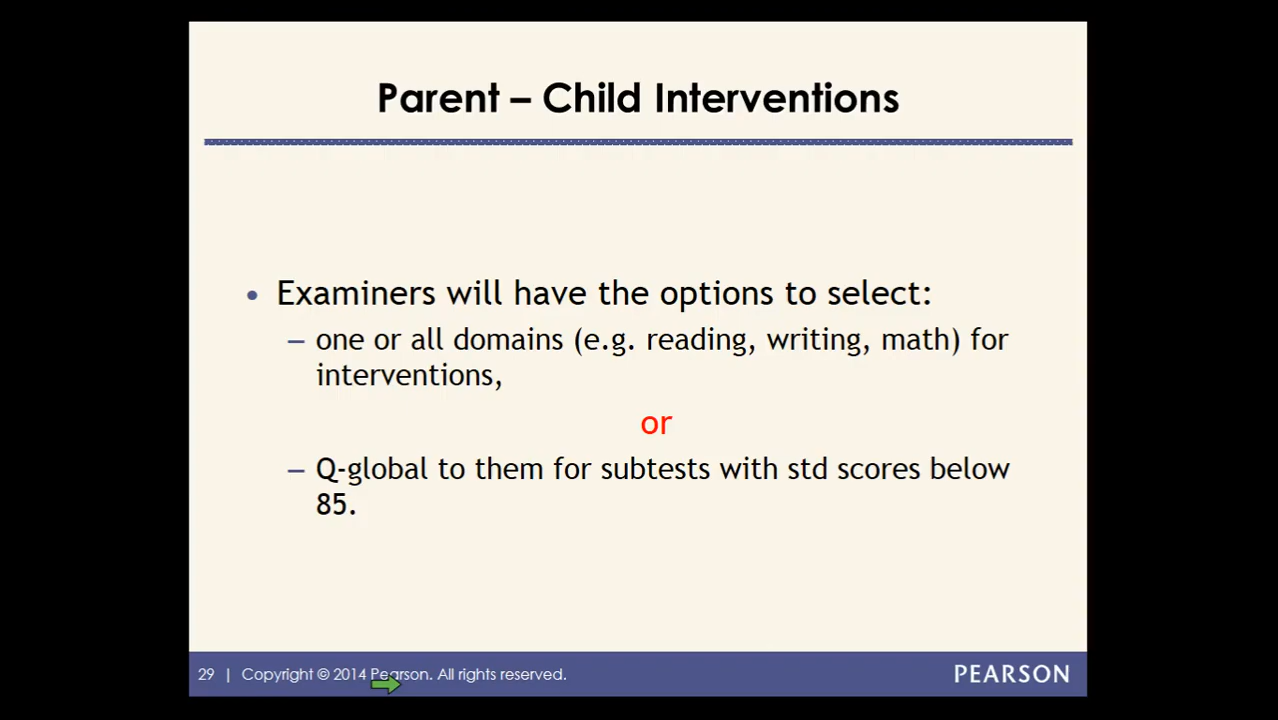 Parent – Child Interventions
• Examiners will have the options to select:
– one or all domains (e.g. reading, writing, math) for
interventions,
or
– Q-global to them for subtests with std scores below
85.
29 | Copyright © 2014 Pearson. All rights reserved.
PEARSON